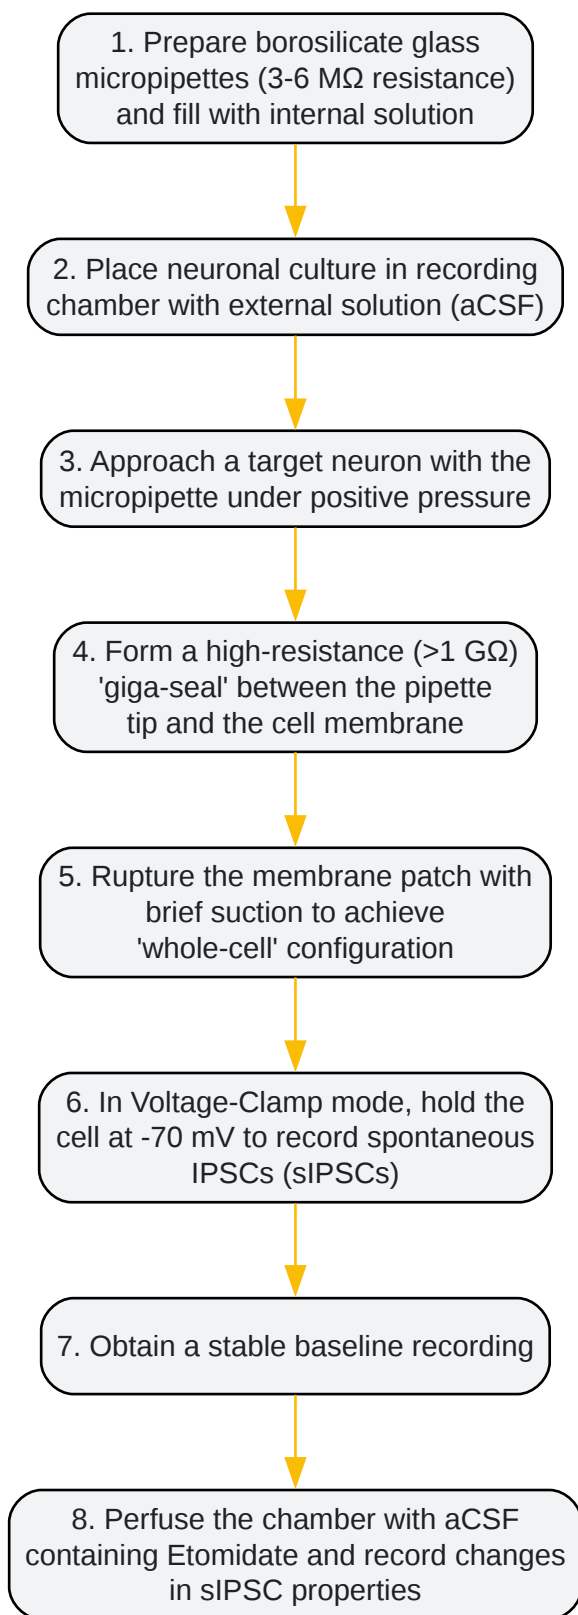 1. Prepare borosilicate glass
micropipettes (3-6 MΩ resistance)
and fill with internal solution
2. Place neuronal culture in recording
chamber with external solution (aCSF)
3. Approach a target neuron with the
micropipette under positive pressure
4. Form a high-resistance (>1 GΩ)
'giga-seal' between the pipette
tip and the cell membrane
5. Rupture the membrane patch with
brief suction to achieve
'whole-cell' configuration
6. In Voltage-Clamp mode, hold the
cell at -70 mV to record spontaneous
IPSCs (sIPSCs)
7. Obtain a stable baseline recording
8. Perfuse the chamber with aCSF
containing Etomidate and record changes
in sIPSC properties